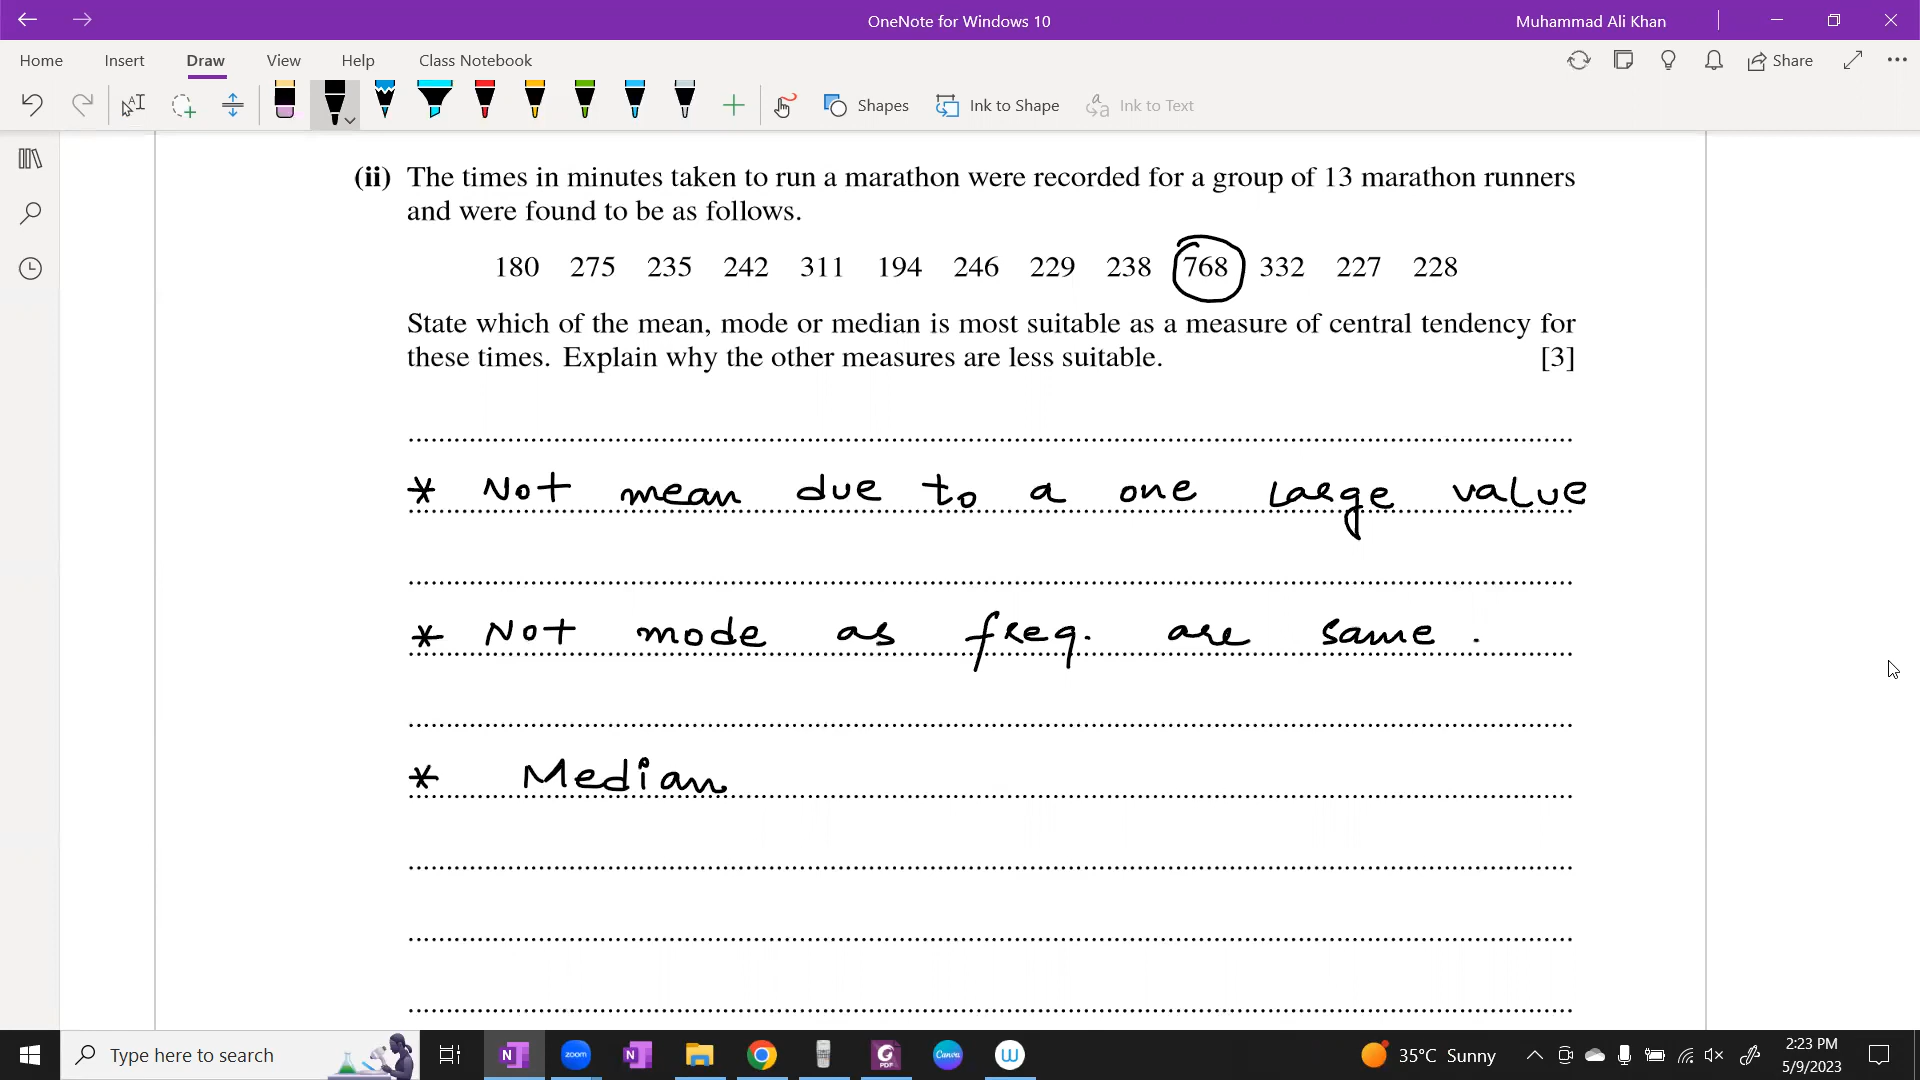 OneNote for Windows 10
Muhammad Ali Khan
Home Insert Draw View Help Class Notebook
Share
Shapes Ink to Shape Ink to Text
(ii) The times in minutes taken to run a marathon were recorded for a group of 13 marathon runners
and were found to be as follows.
180 275 235 242 311 194 246 229 238 768 332 227 228
State which of the mean, mode or median is most suitable as a measure of central tendency for
these times. Explain why the other measures are less suitable. [3]
* Not mean due to a one large value
* Not mode as freq. are same .
* Median
Type here to search
zoom
PDF
Canva
W
35°C Sunny
2:23 PM
5/9/2023